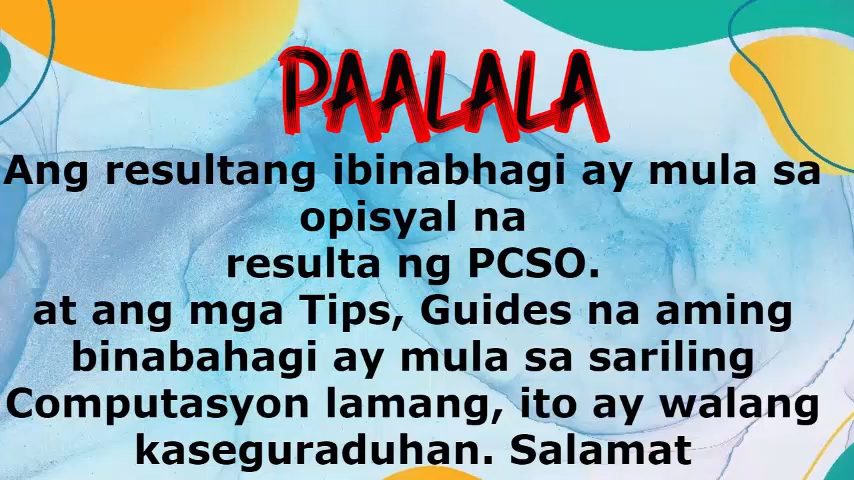 PAALALA
Ang resultang ibinabhagi ay mula sa
opisyal na
resulta ng PCSO.
at ang mga Tips, Guides na aming
binabahagi ay mula sa sariling
Computasyon lamang, ito ay walang
kaseguraduhan. Salamat